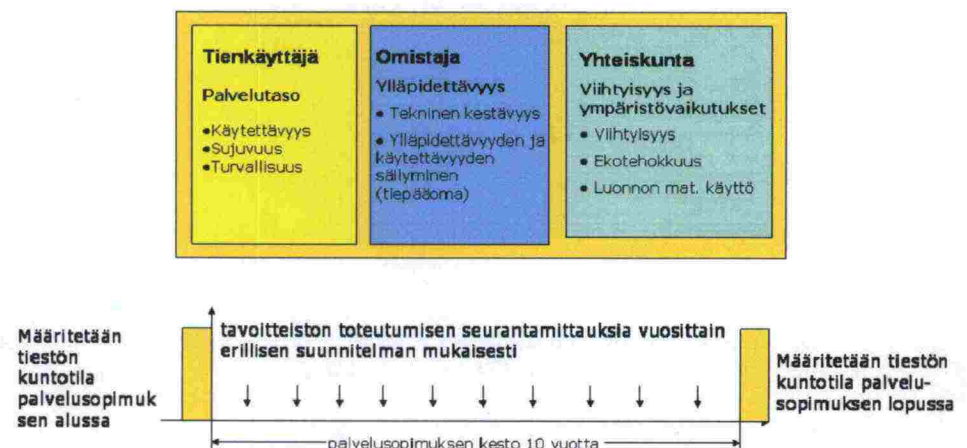 Tienkäyttäjä
Palvelutaso
•Käytettävyys
•Sujuvuus
•Turvallisuus
Omistaja
Ylläpidettävyys
• Tekninen kestävyys
• Ylläpidettävyyden ja
käytettävyyden
säilyminen
(tiepääoma)
Yhteiskunta
Viihtyisyys ja
ympäristövaikutukset
• Viihtyisyys
• Ekotehokkuus
• Luonnon mat. käyttö
Määritetään
tiestön
kuntotila
palvelusopimuk
sen alussa
tavoitteiston toteutumisen seurantamittauksia vuosittain
erillisen suunnitelman mukaisesti
Määritetään tiestön
kuntotila palvelu-
sopimuksen lopussa
palvelusopimuksen kesto 10 vuotta